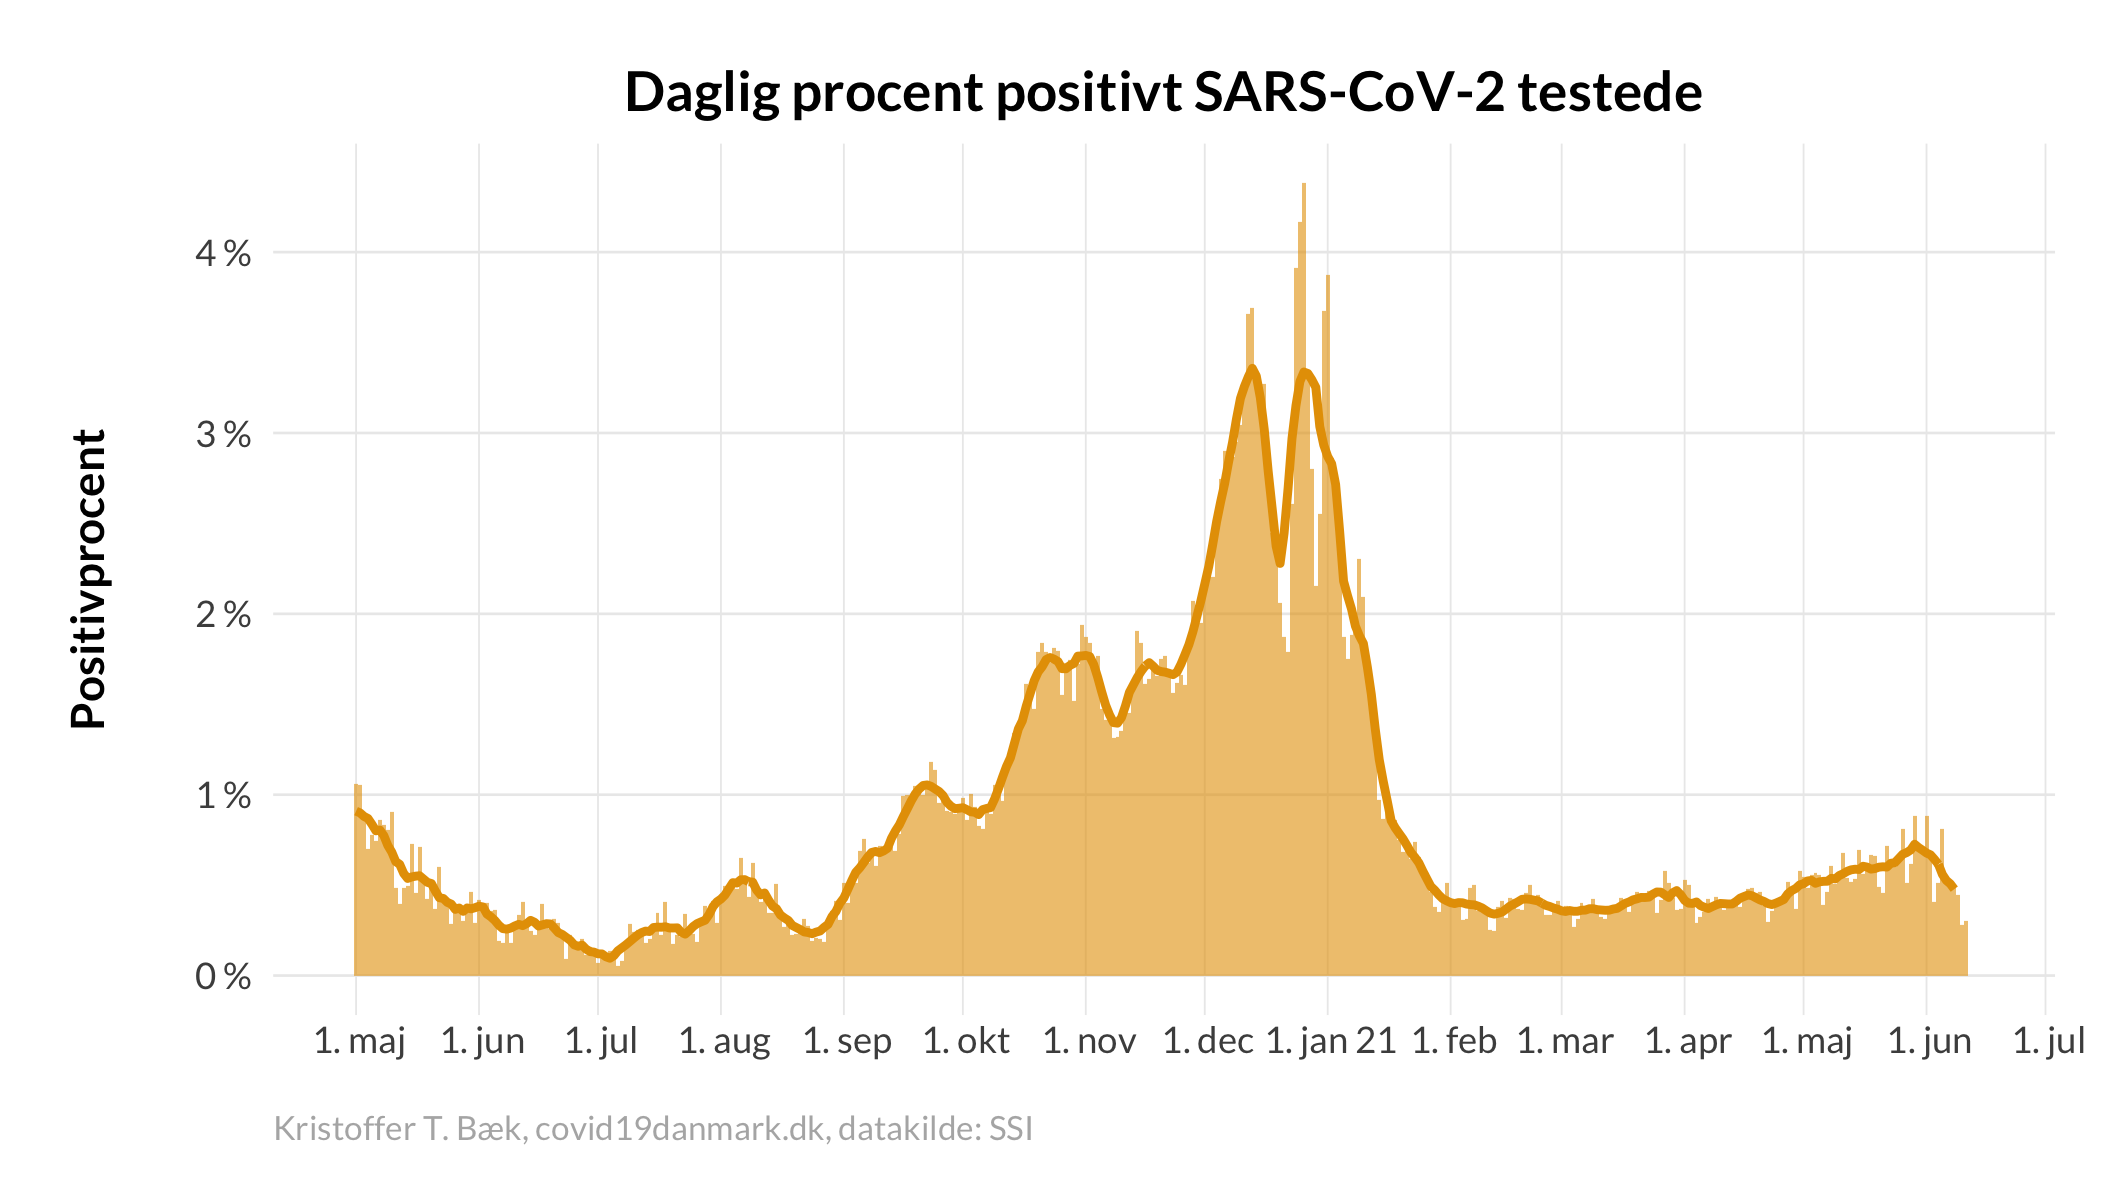 Daglig procent positivt SARS-CoV-2 testede
Positivprocent
4 %
3 %
2 %
1 %
0 %
1. maj 1. jun 1. jul 1. aug 1. sep 1. okt 1. nov 1. dec 1. jan 21 1. feb 1. mar 1. apr 1. maj 1. jun 1. jul
Kristoffer T. Bæk, covid19danmark.dk, datakilde: SSI